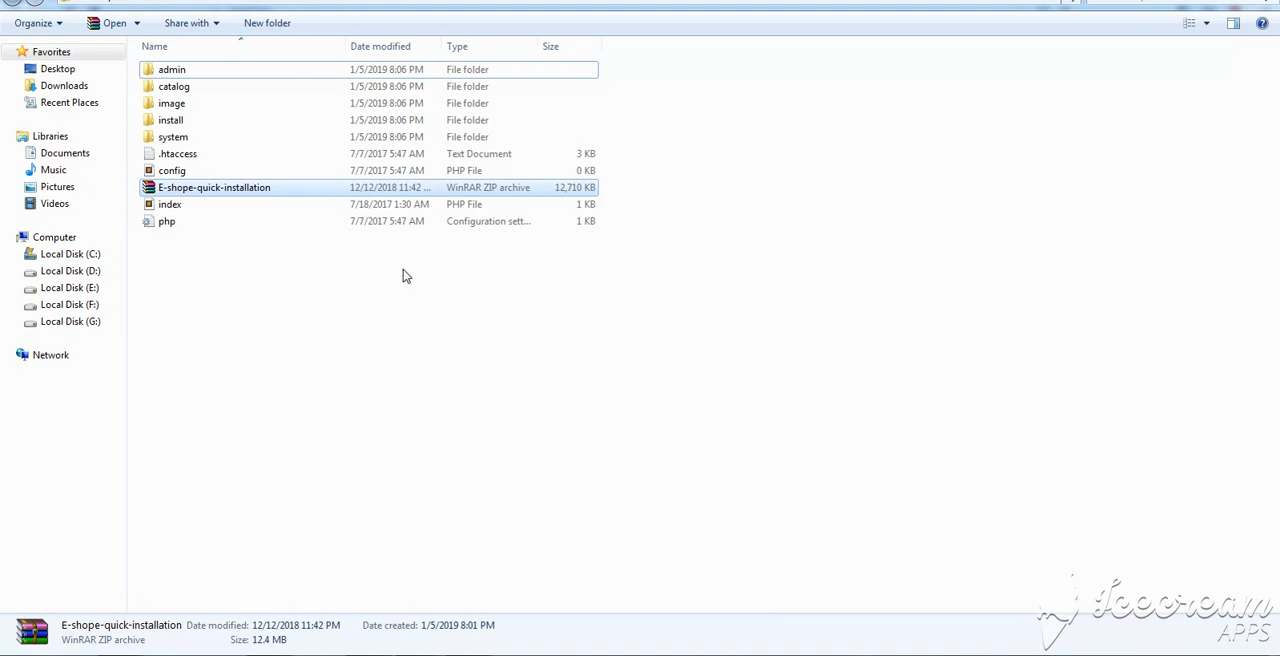 Organize Open Share with New folder
Name Date modified Type Size
Favorites
Desktop
Downloads
Recent Places
Libraries
Documents
Music
Pictures
Videos
Computer
Local Disk (C:)
Local Disk (D:)
Local Disk (E:)
Local Disk (F:)
Local Disk (G:)
Network
admin 1/5/2019 8:06 PM File folder
catalog 1/5/2019 8:06 PM File folder
image 1/5/2019 8:06 PM File folder
install 1/5/2019 8:06 PM File folder
system 1/5/2019 8:06 PM File folder
.htaccess 7/7/2017 5:47 AM Text Document 3 KB
config 7/7/2017 5:47 AM PHP File 0 KB
E-shope-quick-installation 12/12/2018 11:42 ... WinRAR ZIP archive 12,710 KB
index 7/18/2017 1:30 AM PHP File 1 KB
php 7/7/2017 5:47 AM Configuration sett... 1 KB
E-shope-quick-installation Date modified: 12/12/2018 11:42 PM Date created: 1/5/2019 8:01 PM
WinRAR ZIP archive Size: 12.4 MB
Icecream
APPS